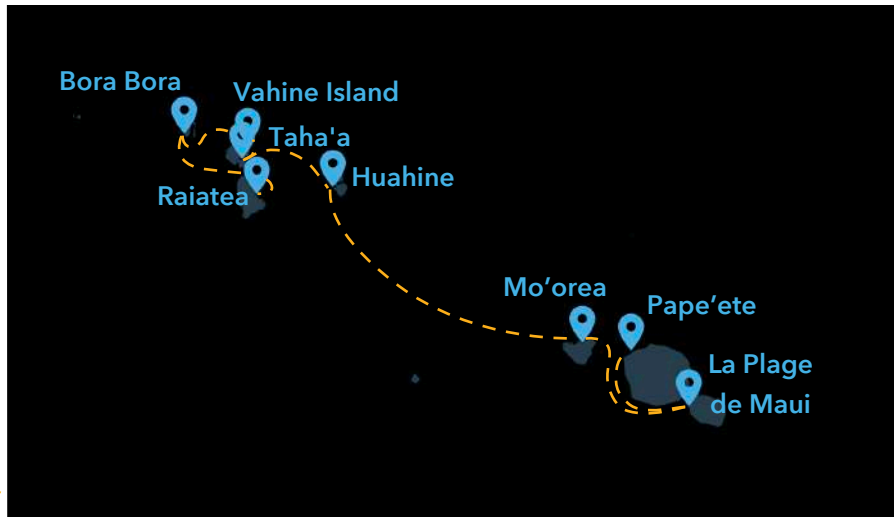 Bora Bora
Vahine Island
Taha'a
Huahine
Raiatea
Mo’orea
Pape’ete
La Plage
de Maui